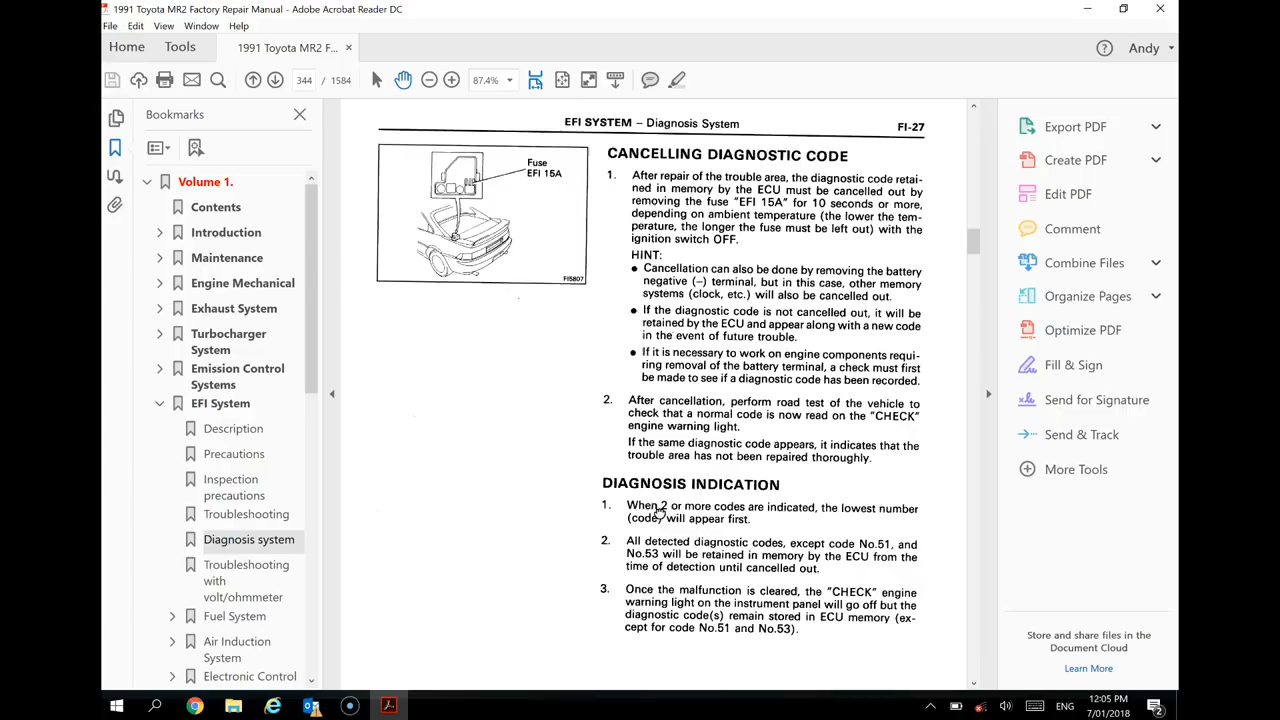 1991 Toyota MR2 Factory Repair Manual - Adobe Acrobat Reader DC
File Edit View Window Help
Home Tools 1991 Toyota MR2 F... × Andy
344 / 1584 87.4%
Bookmarks
Volume 1.
Contents
Introduction
Maintenance
Engine Mechanical
Exhaust System
Turbocharger
System
Emission Control
Systems
EFI System
Description
Precautions
Inspection
precautions
Troubleshooting
Diagnosis system
Troubleshooting
with
volt/ohmmeter
Fuel System
Air Induction
System
Electronic Control
EFI SYSTEM – Diagnosis System
FI-27
Fuse
EFI 15A
FI5807
CANCELLING DIAGNOSTIC CODE
1. After repair of the trouble area, the diagnostic code retai-
ned in memory by the ECU must be cancelled out by
removing the fuse "EFI 15A" for 10 seconds or more,
depending on ambient temperature (the lower the tem-
perature, the longer the fuse must be left out) with the
ignition switch OFF.
HINT:
● Cancellation can also be done by removing the battery
negative (–) terminal, but in this case, other memory
systems (clock, etc.) will also be cancelled out.
● If the diagnostic code is not cancelled out, it will be
retained by the ECU and appear along with a new code
in the event of future trouble.
● If it is necessary to work on engine components requi-
ring removal of the battery terminal, a check must first
be made to see if a diagnostic code has been recorded.
2. After cancellation, perform road test of the vehicle to
check that a normal code is now read on the "CHECK"
engine warning light.
If the same diagnostic code appears, it indicates that the
trouble area has not been repaired thoroughly.
DIAGNOSIS INDICATION
1. When 2 or more codes are indicated, the lowest number
(code) will appear first.
2. All detected diagnostic codes, except code No.51, and
No.53 will be retained in memory by the ECU from the
time of detection until cancelled out.
3. Once the malfunction is cleared, the "CHECK" engine
warning light on the instrument panel will go off but the
diagnostic code(s) remain stored in ECU memory (ex-
cept for code No.51 and No.53).
Export PDF
Create PDF
Edit PDF
Comment
Combine Files
Organize Pages
Optimize PDF
Fill & Sign
Send for Signature
Send & Track
More Tools
Store and share files in the
Document Cloud
Learn More
ENG
12:05 PM
7/01/2018
2